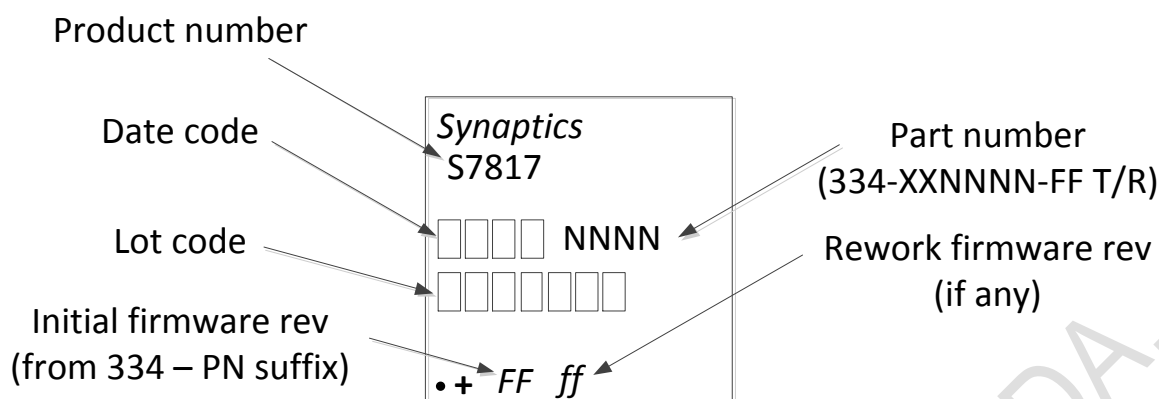 Product number
Date code
Lot code
Initial firmware rev
(from 334 – PN suffix)
Synaptics
S7817
□□□□ NNNN
□□□□□□□
•+ FF ff
Part number
(334-XXNNNN-FF T/R)
Rework firmware rev
(if any)
DA